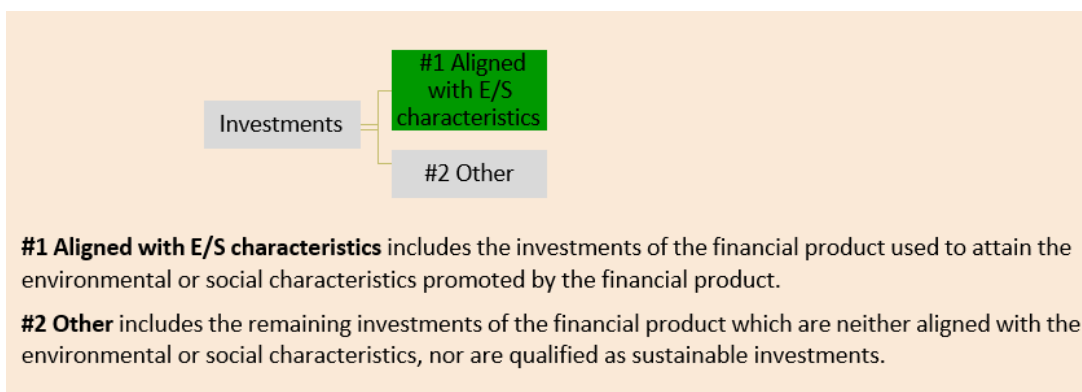 #1 Aligned
with E/S
characteristics
Investments
#2 Other
#1 Aligned with E/S characteristics includes the investments of the financial product used to attain the
environmental or social characteristics promoted by the financial product.
#2 Other includes the remaining investments of the financial product which are neither aligned with the
environmental or social characteristics, nor are qualified as sustainable investments.